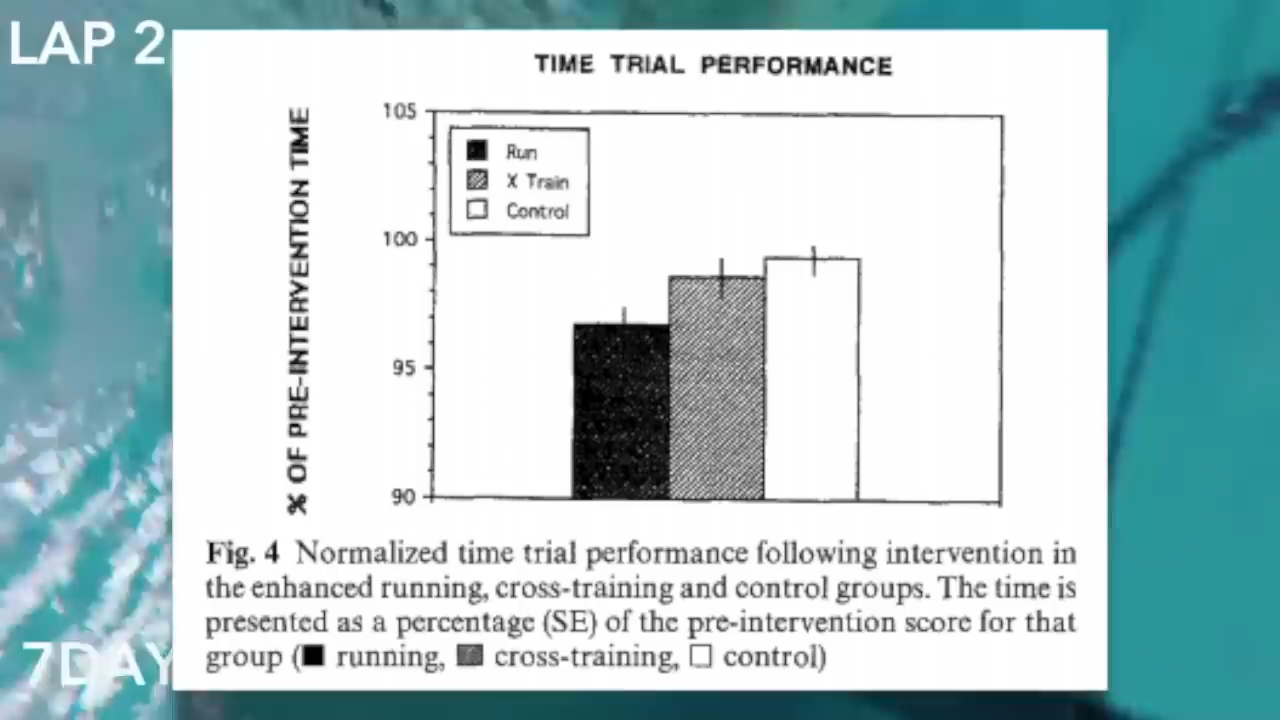 LAP 2
TIME TRIAL PERFORMANCE
% OF PRE-INTERVENTION TIME
105
100
95
90
Run
X Train
Control
Fig. 4 Normalized time trial performance following intervention in
the enhanced running, cross-training and control groups. The time is
presented as a percentage (SE) of the pre-intervention score for that
group (■ running, ▩ cross-training, □ control)
7DAY